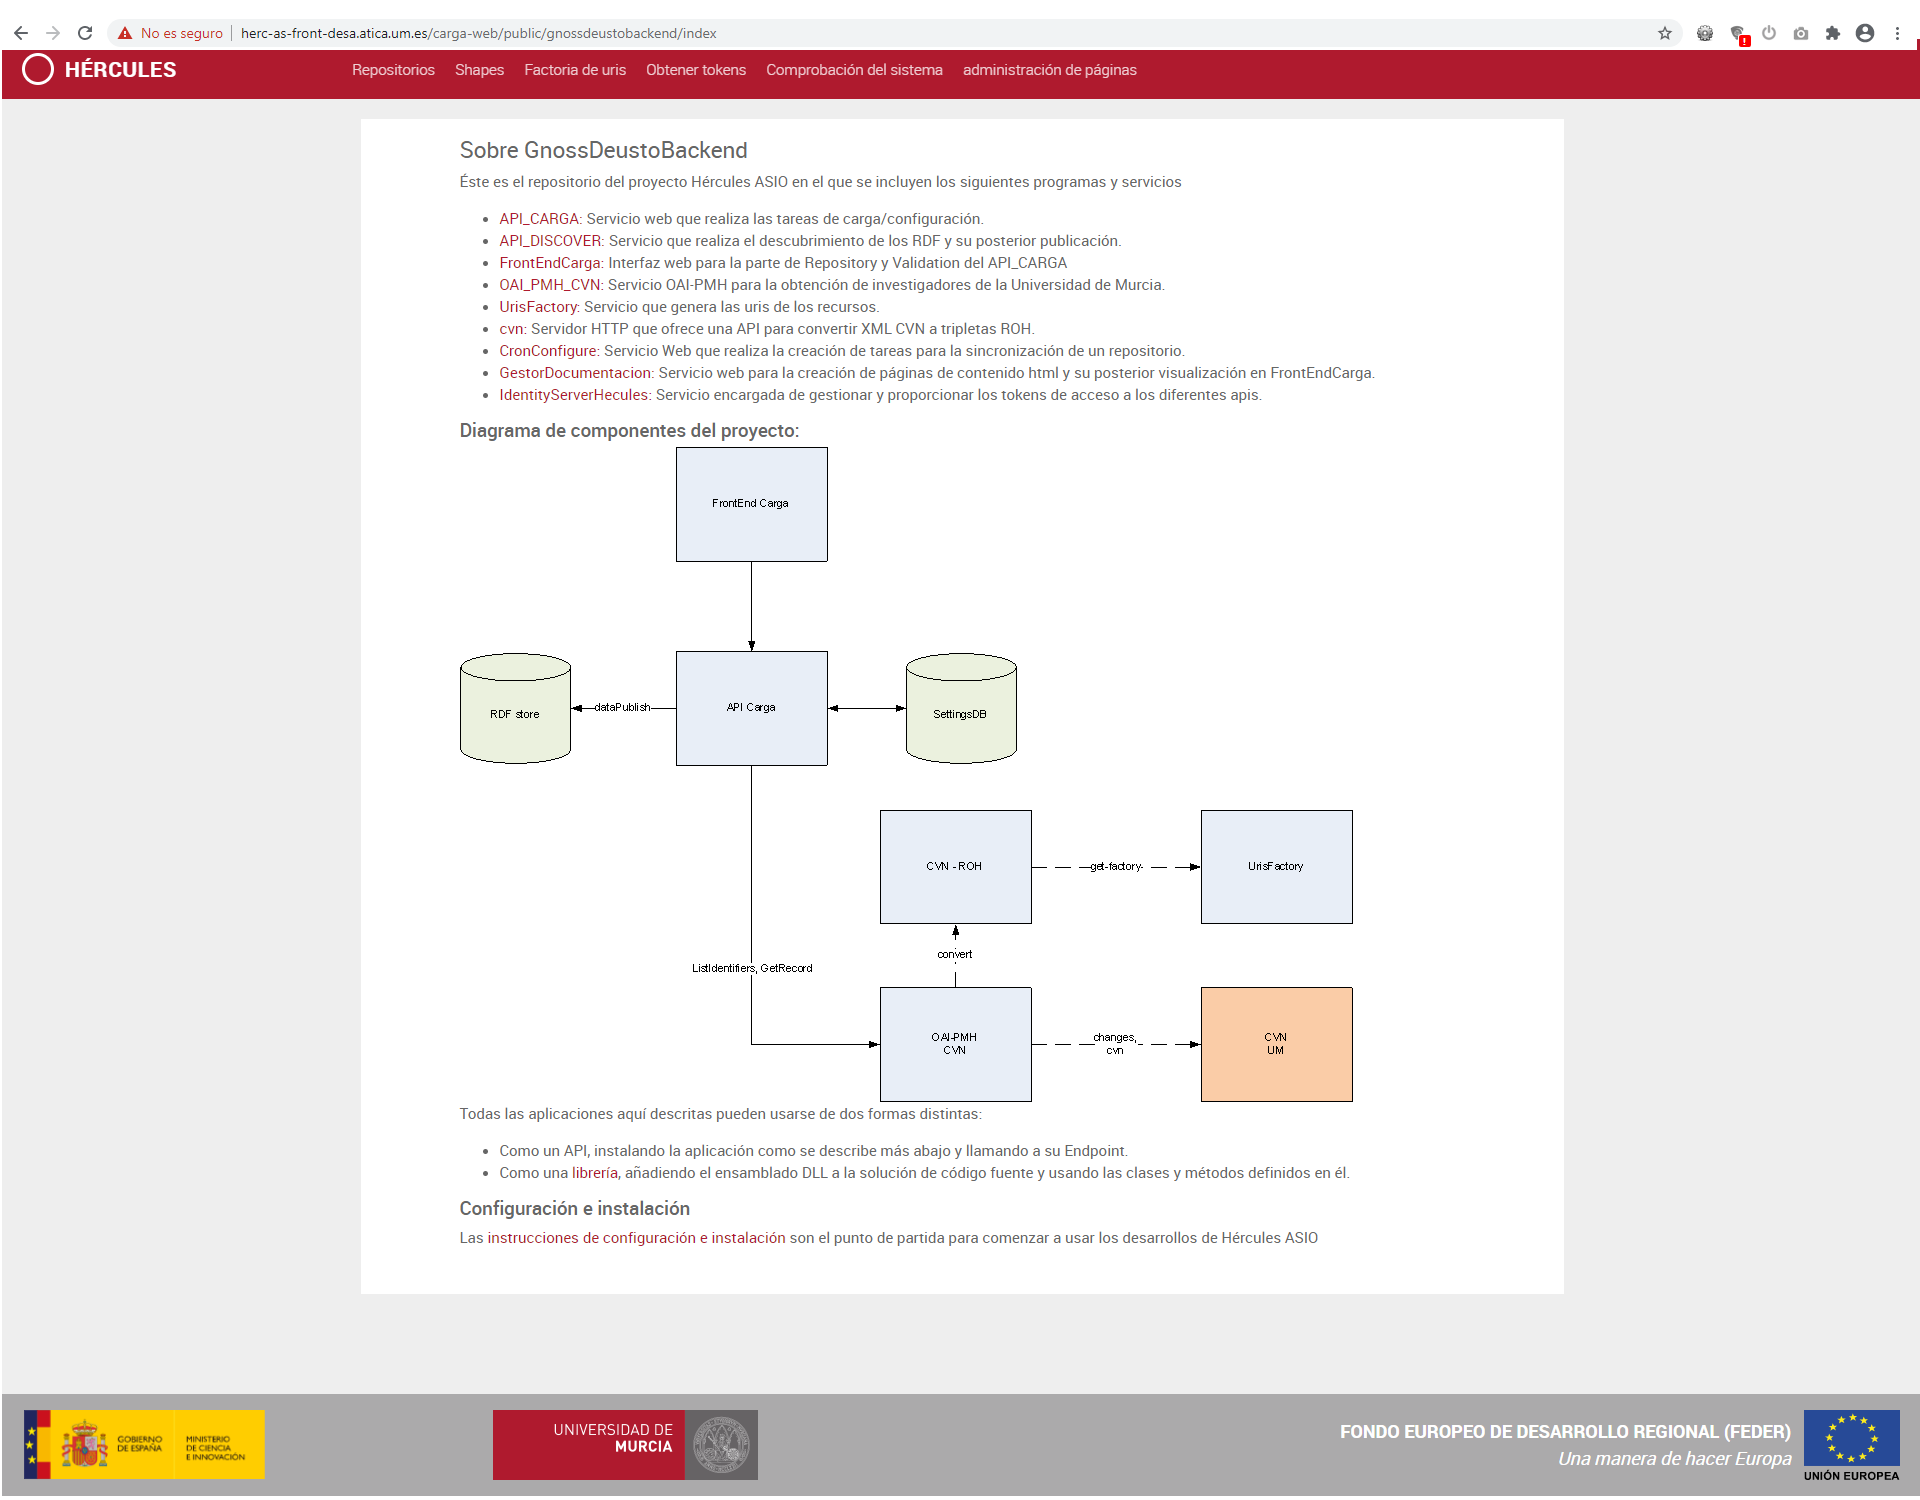 No es seguro herc-as-front-desa.atica.um.es/carga-web/public/gnossdeustobackend/index
HÉRCULES
Repositorios Shapes Factoria de uris Obtener tokens Comprobación del sistema administración de páginas
Sobre GnossDeustoBackend
Éste es el repositorio del proyecto Hércules ASIO en el que se incluyen los siguientes programas y servicios
API_CARGA: Servicio web que realiza las tareas de carga/configuración.
API_DISCOVER: Servicio que realiza el descubrimiento de los RDF y su posterior publicación.
FrontEndCarga: Interfaz web para la parte de Repository y Validation del API_CARGA
OAI_PMH_CVN: Servicio OAI-PMH para la obtención de investigadores de la Universidad de Murcia.
UrisFactory: Servicio que genera las uris de los recursos.
cvn: Servidor HTTP que ofrece una API para convertir XML CVN a tripletas ROH.
CronConfigure: Servicio Web que realiza la creación de tareas para la sincronización de un repositorio.
GestorDocumentacion: Servicio web para la creación de páginas de contenido html y su posterior visualización en FrontEndCarga.
IdentityServerHecules: Servicio encargada de gestionar y proporcionar los tokens de acceso a los diferentes apis.
Diagrama de componentes del proyecto:
FrontEnd Carga
RDF store
dataPublish
API Carga
SettingsDB
CVN - ROH
get-factory
UrisFactory
convert
ListIdentifiers, GetRecord
OAI-PMH
CVN
changes,
cvn
CVN
UM
Todas las aplicaciones aquí descritas pueden usarse de dos formas distintas:
Como un API, instalando la aplicación como se describe más abajo y llamando a su Endpoint.
Como una librería, añadiendo el ensamblado DLL a la solución de código fuente y usando las clases y métodos definidos en él.
Configuración e instalación
Las instrucciones de configuración e instalación son el punto de partida para comenzar a usar los desarrollos de Hércules ASIO
GOBIERNO
DE ESPAÑA
MINISTERIO
DE CIENCIA
E INNOVACIÓN
UNIVERSIDAD DE
MURCIA
FONDO EUROPEO DE DESARROLLO REGIONAL (FEDER)
Una manera de hacer Europa
UNIÓN EUROPEA